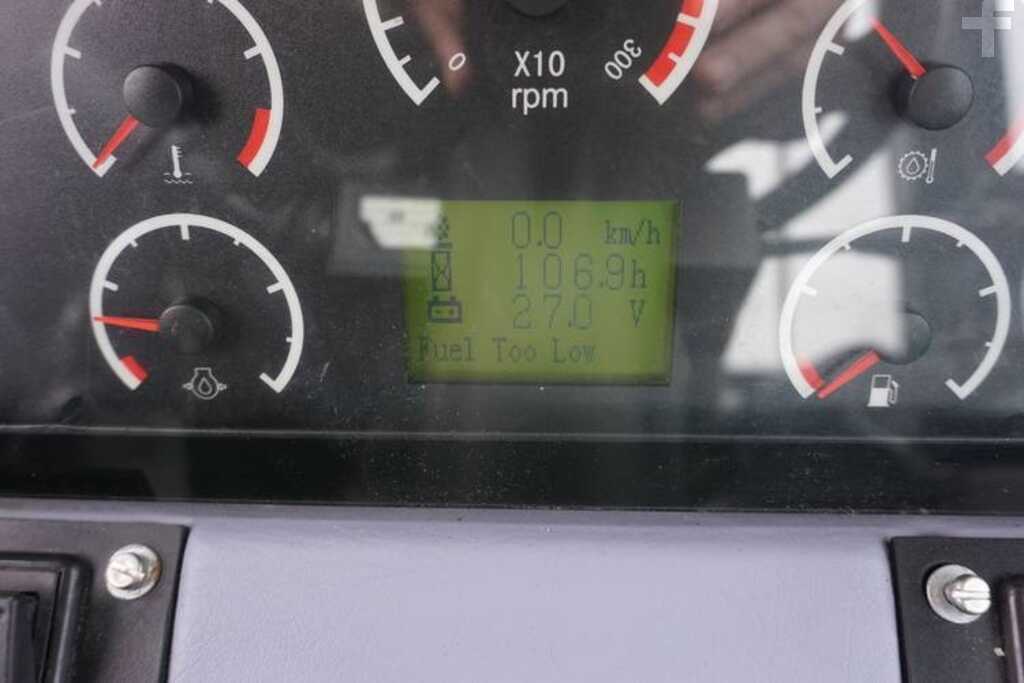 0
X10
rpm
300
0.0 km/h
106.9h
27.0 V
Fuel Too Low